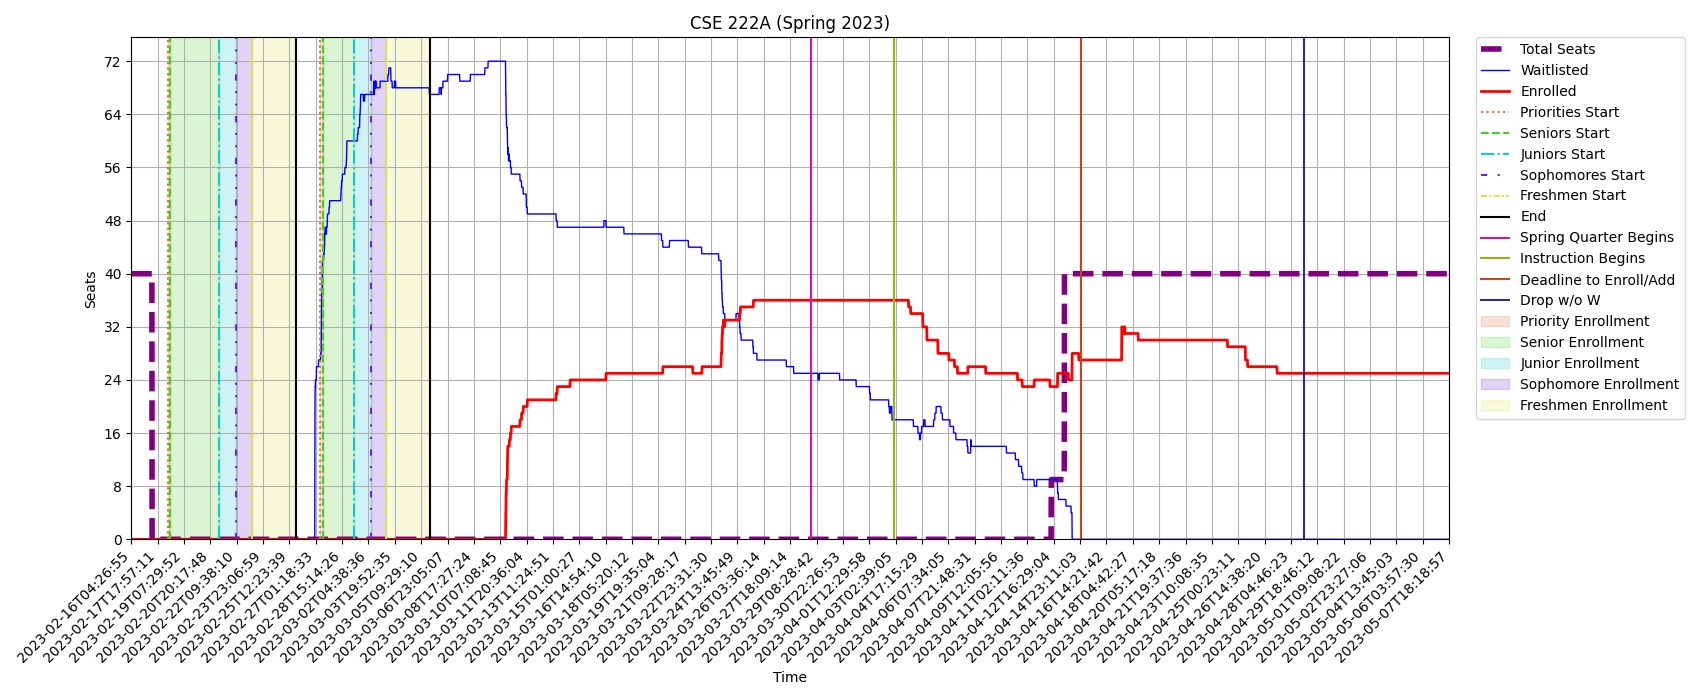 CSE 222A (Spring 2023)
Seats
72
64
56
48
40
32
24
16
8
0
2023-02-16T04:26:55
2023-02-17T17:57:11
2023-02-19T07:29:52
2023-02-20T20:17:48
2023-02-22T09:38:10
2023-02-23T23:06:59
2023-02-25T12:23:39
2023-02-27T01:18:33
2023-02-28T15:14:26
2023-03-02T04:38:36
2023-03-03T19:52:35
2023-03-05T09:29:10
2023-03-06T23:05:07
2023-03-08T17:27:24
2023-03-10T07:08:45
2023-03-11T20:36:04
2023-03-13T11:24:51
2023-03-15T01:00:27
2023-03-16T14:54:10
2023-03-18T05:20:12
2023-03-19T19:35:04
2023-03-21T09:28:17
2023-03-22T23:31:30
2023-03-24T13:45:49
2023-03-26T03:36:14
2023-03-27T18:09:14
2023-03-29T08:28:42
2023-03-30T22:26:53
2023-04-01T12:29:58
2023-04-03T02:39:05
2023-04-04T17:15:29
2023-04-06T07:34:05
2023-04-07T21:48:31
2023-04-09T12:05:56
2023-04-11T02:11:36
2023-04-12T16:29:04
2023-04-14T23:11:03
2023-04-16T14:21:42
2023-04-18T04:42:27
2023-04-20T05:17:18
2023-04-21T19:37:36
2023-04-23T10:08:35
2023-04-25T00:23:11
2023-04-26T14:38:20
2023-04-28T04:46:23
2023-04-29T18:46:12
2023-05-01T09:08:22
2023-05-02T23:27:06
2023-05-04T13:45:03
2023-05-06T03:57:30
2023-05-07T18:18:57
Time
Total Seats
Waitlisted
Enrolled
Priorities Start
Seniors Start
Juniors Start
Sophomores Start
Freshmen Start
End
Spring Quarter Begins
Instruction Begins
Deadline to Enroll/Add
Drop w/o W
Priority Enrollment
Senior Enrollment
Junior Enrollment
Sophomore Enrollment
Freshmen Enrollment